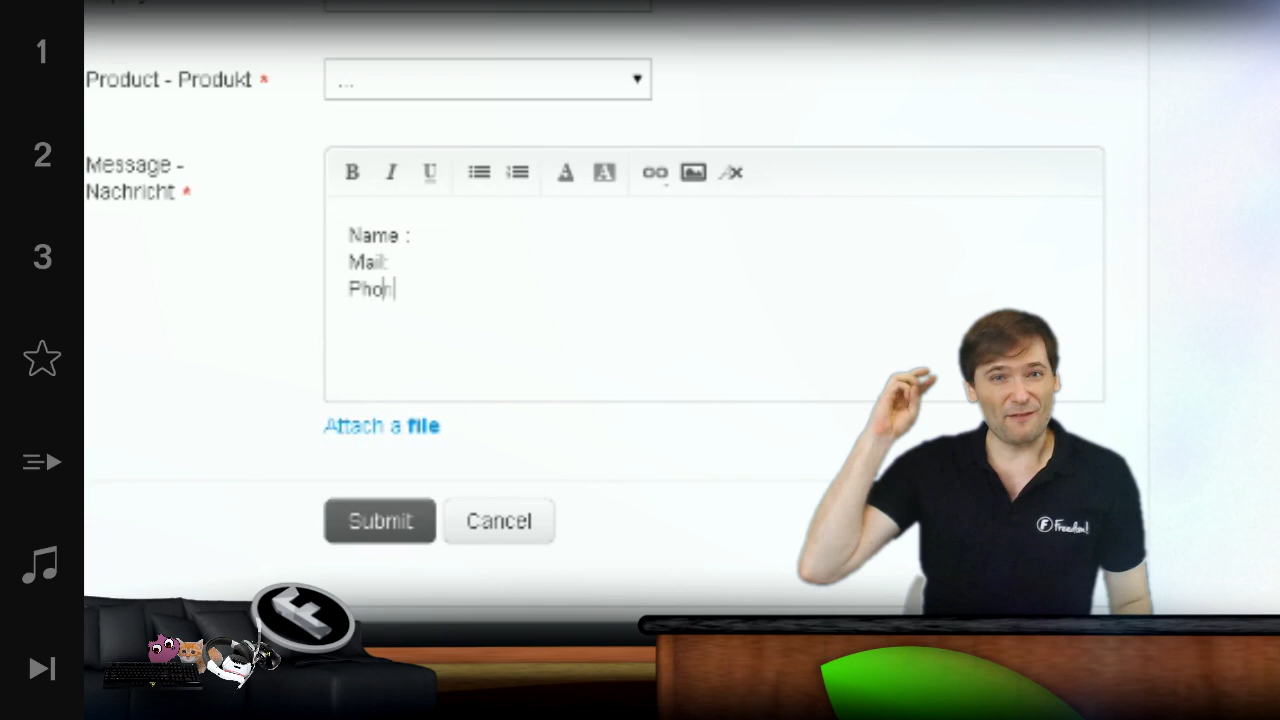 1
2
3
Product - Produkt *
...
Message -
Nachricht *
B I U
A A
Name :
Mail:
Phon
Attach a file
Submit Cancel
F Freedom!
F